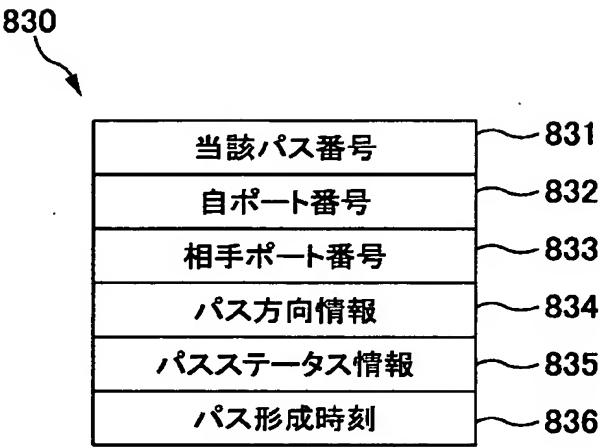 830
当該パス番号 831
自ポート番号 832
相手ポート番号 833
パス方向情報 834
パスステータス情報 835
パス形成時刻 836